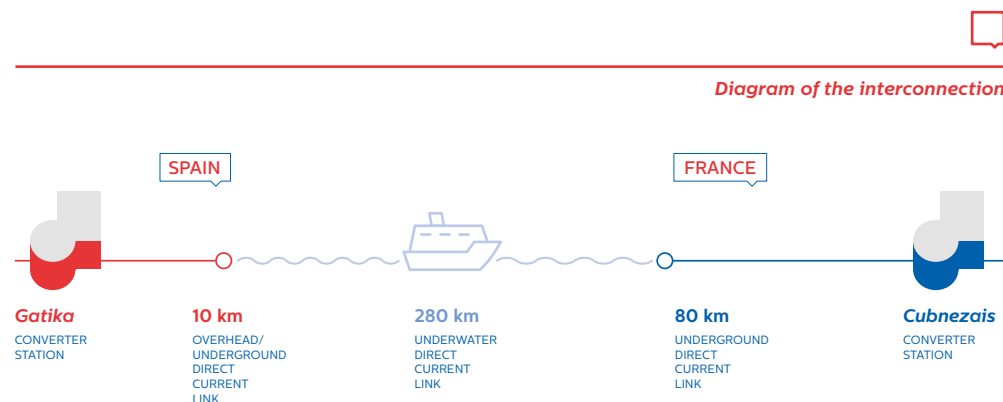 Diagram of the interconnection
SPAIN
FRANCE
Gatika
CONVERTER
STATION
10 km
OVERHEAD/
UNDERGROUND
DIRECT
CURRENT
LINK
280 km
UNDERWATER
DIRECT
CURRENT
LINK
80 km
UNDERGROUND
DIRECT
CURRENT
LINK
Cubnezais
CONVERTER
STATION